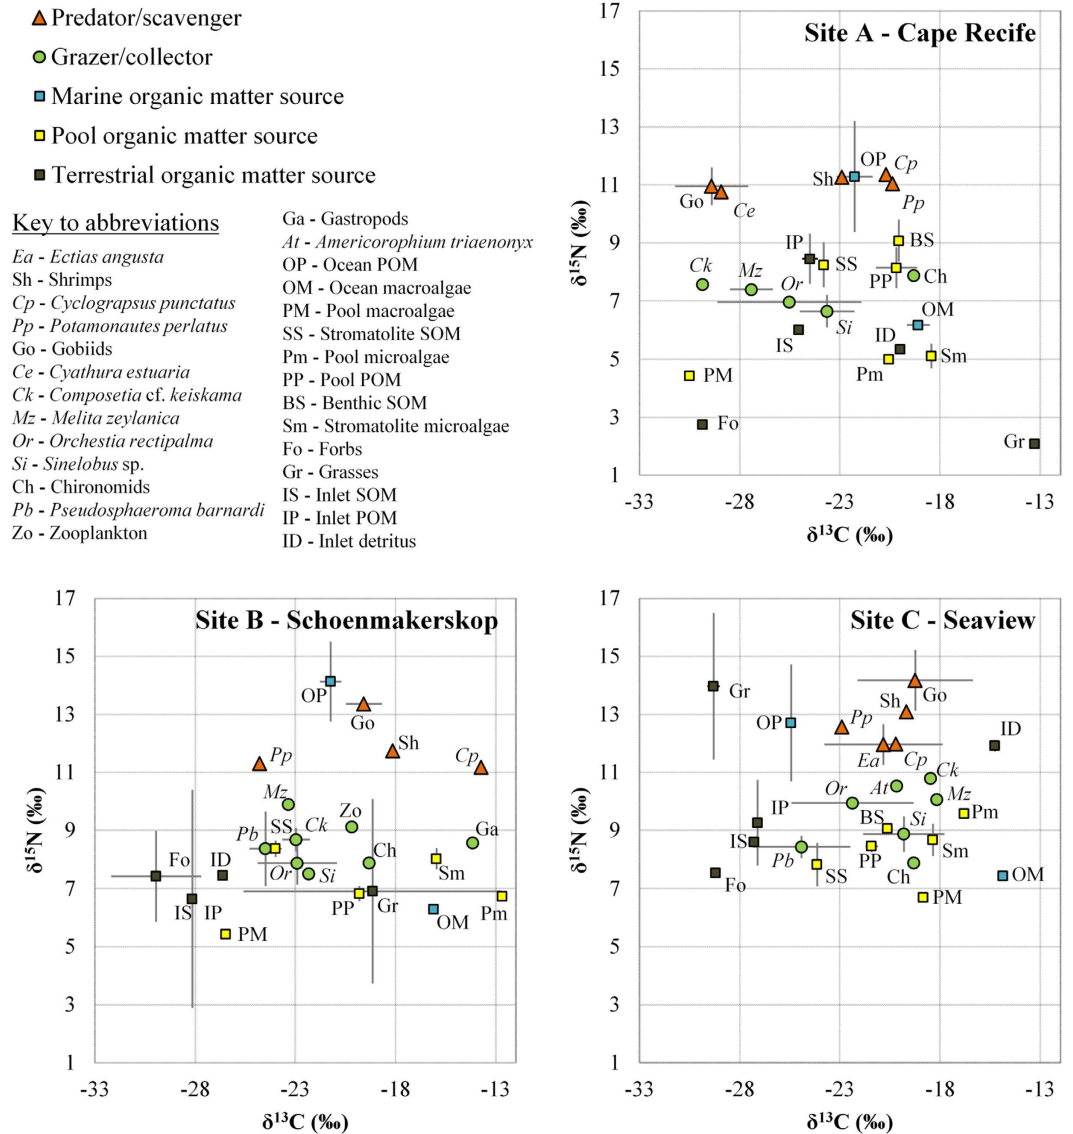 Predator/scavenger
Grazer/collector
Marine organic matter source
Pool organic matter source
Terrestrial organic matter source
Key to abbreviations
Ea - Ectias angusta
Sh - Shrimps
Cp - Cyclograpsus punctatus
Pp - Potamonautes perlatus
Go - Gobiids
Ce - Cyathura estuaria
Ck - Composetia cf. keiskama
Mz - Melita zeylanica
Or - Orchestia rectipalma
Si - Sinelobus sp.
Ch - Chironomids
Pb - Pseudosphaeroma barnardi
Zo - Zooplankton
Ga - Gastropods
At - Americorophium triaenonyx
OP - Ocean POM
OM - Ocean macroalgae
PM - Pool macroalgae
SS - Stromatolite SOM
Pm - Pool microalgae
PP - Pool POM
BS - Benthic SOM
Sm - Stromatolite microalgae
Fo - Forbs
Gr - Grasses
IS - Inlet SOM
IP - Inlet POM
ID - Inlet detritus
Site A - Cape Recife
17
15
13
11
9
7
5
3
1
δ15N (‰)
-33
-28
-23
-18
-13
δ13C (‰)
Go
Ce
Sh
OP
Cp
Pp
IP
SS
BS
PP
Ch
Ck
Mz
Or
Si
IS
OM
ID
Pm
Sm
PM
Fo
Gr
Site B - Schoenmakerskop
17
15
13
11
9
7
5
3
1
δ15N (‰)
-33
-28
-23
-18
-13
δ13C (‰)
OP
Go
Pp
Sh
Cp
Mz
Zo
Ga
Pb
SS
Ck
Or
Si
Ch
Sm
Fo
ID
IS
IP
PP
Gr
OM
Pm
PM
Site C - Seaview
17
15
13
11
9
7
5
3
1
δ15N (‰)
-33
-28
-23
-18
-13
δ13C (‰)
Gr
OP
Go
Sh
Pp
Ea
Cp
ID
Ck
At
Mz
Or
Pm
IP
BS
Si
IS
Pb
PP
Sm
SS
Ch
Fo
OM
PM